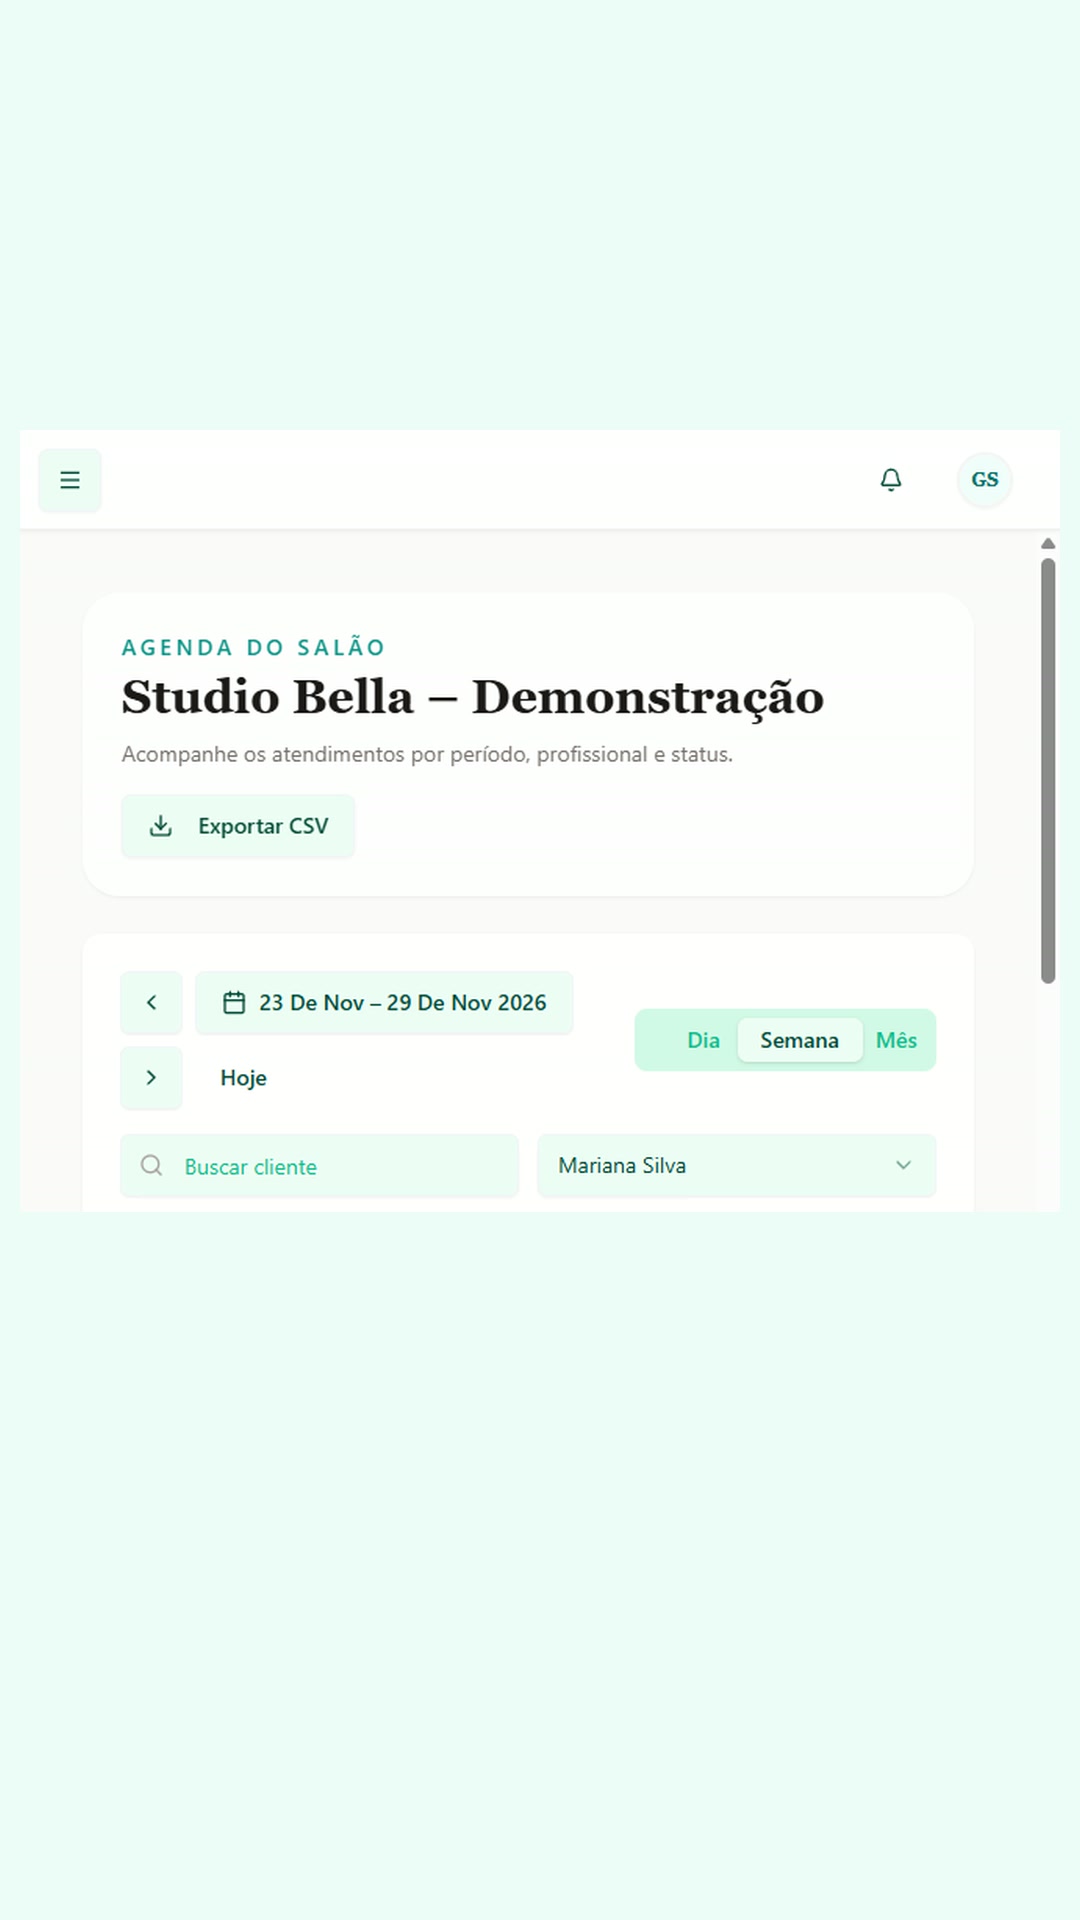 GS
AGENDA DO SALÃO
Studio Bella – Demonstração
Acompanhe os atendimentos por período, profissional e status.
Exportar CSV
23 De Nov – 29 De Nov 2026
Hoje
Dia Semana Mês
Buscar cliente
Mariana Silva